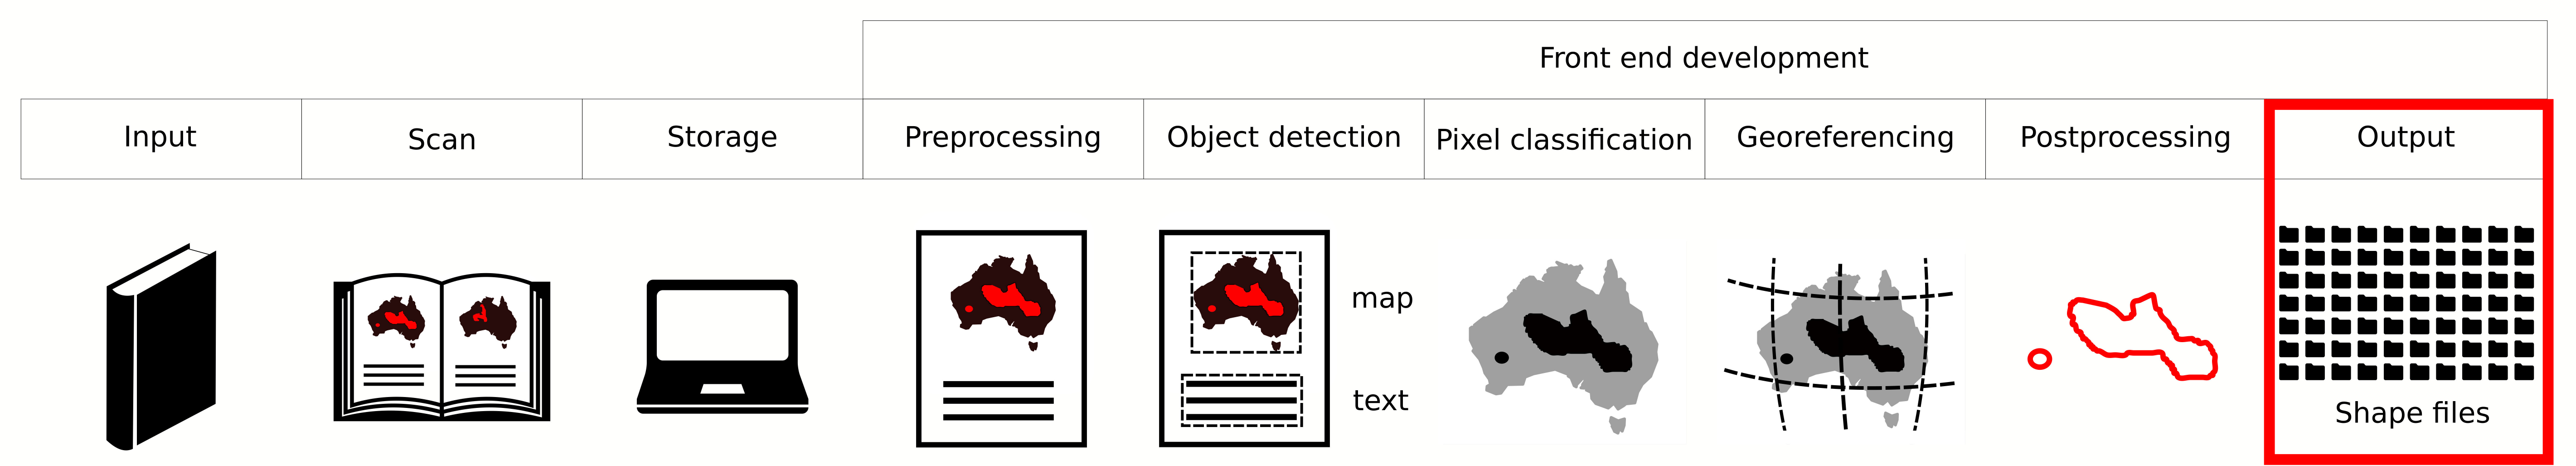 Front end development
Input
Scan
Storage
Preprocessing
Object detection
Pixel classification
Georeferencing
Postprocessing
Output
map
text
Shape files